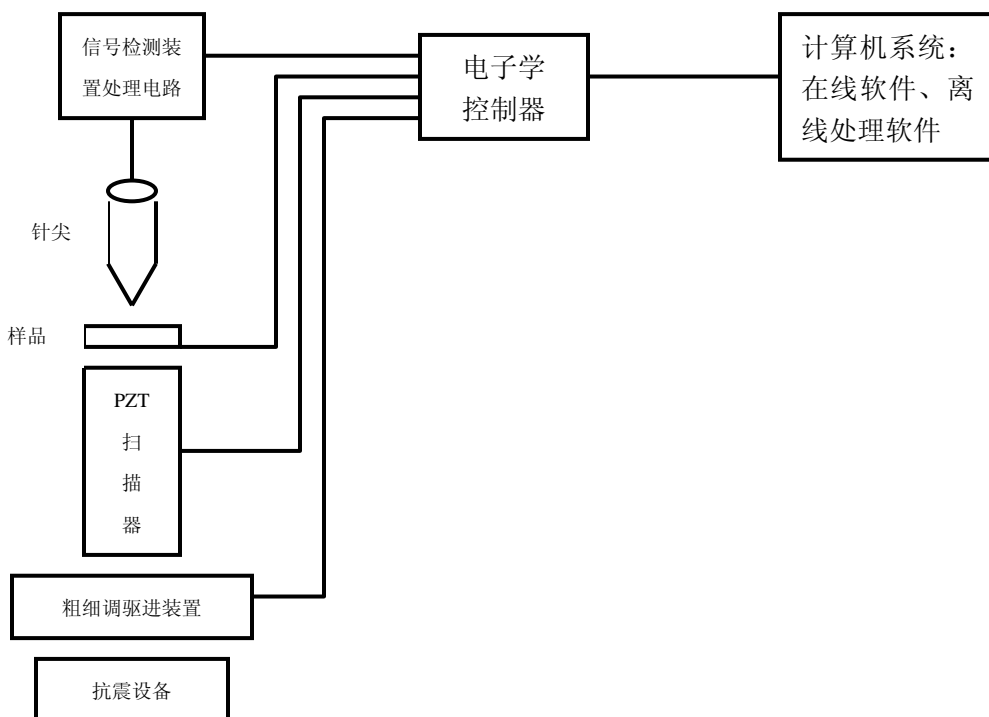 信号检测装
置处理电路
电子学
控制器
计算机系统：
在线软件、离
线处理软件
针尖
样品
PZT
扫
描
器
粗细调驱进装置
抗震设备